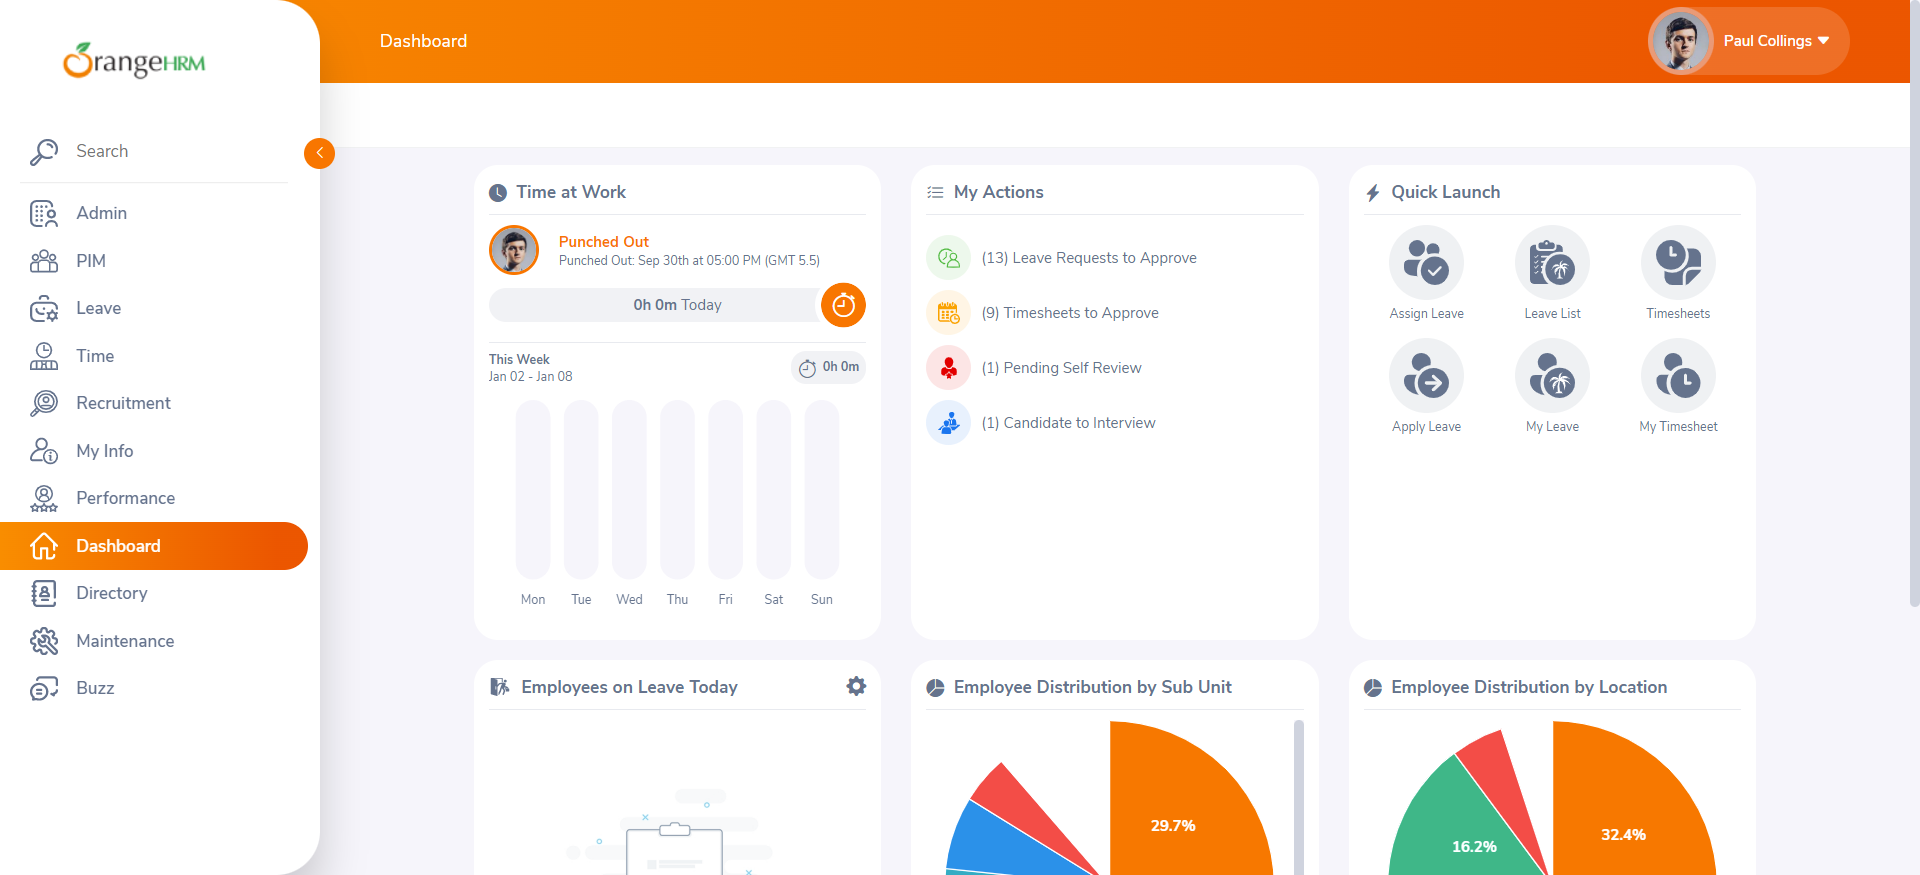 OrangeHRM
Search
Admin
PIM
Leave
Time
Recruitment
My Info
Performance
Dashboard
Directory
Maintenance
Buzz
Dashboard
Paul Collings
Time at Work
Punched Out
Punched Out: Sep 30th at 05:00 PM (GMT 5.5)
0h 0m Today
This Week
Jan 02 - Jan 08
0h 0m
Mon Tue Wed Thu Fri Sat Sun
My Actions
(13) Leave Requests to Approve
(9) Timesheets to Approve
(1) Pending Self Review
(1) Candidate to Interview
Quick Launch
Assign Leave Leave List Timesheets
Apply Leave My Leave My Timesheet
Employees on Leave Today
Employee Distribution by Sub Unit
29.7%
Employee Distribution by Location
32.4%
16.2%